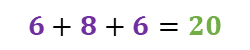 6 + 8 + 6 = 20